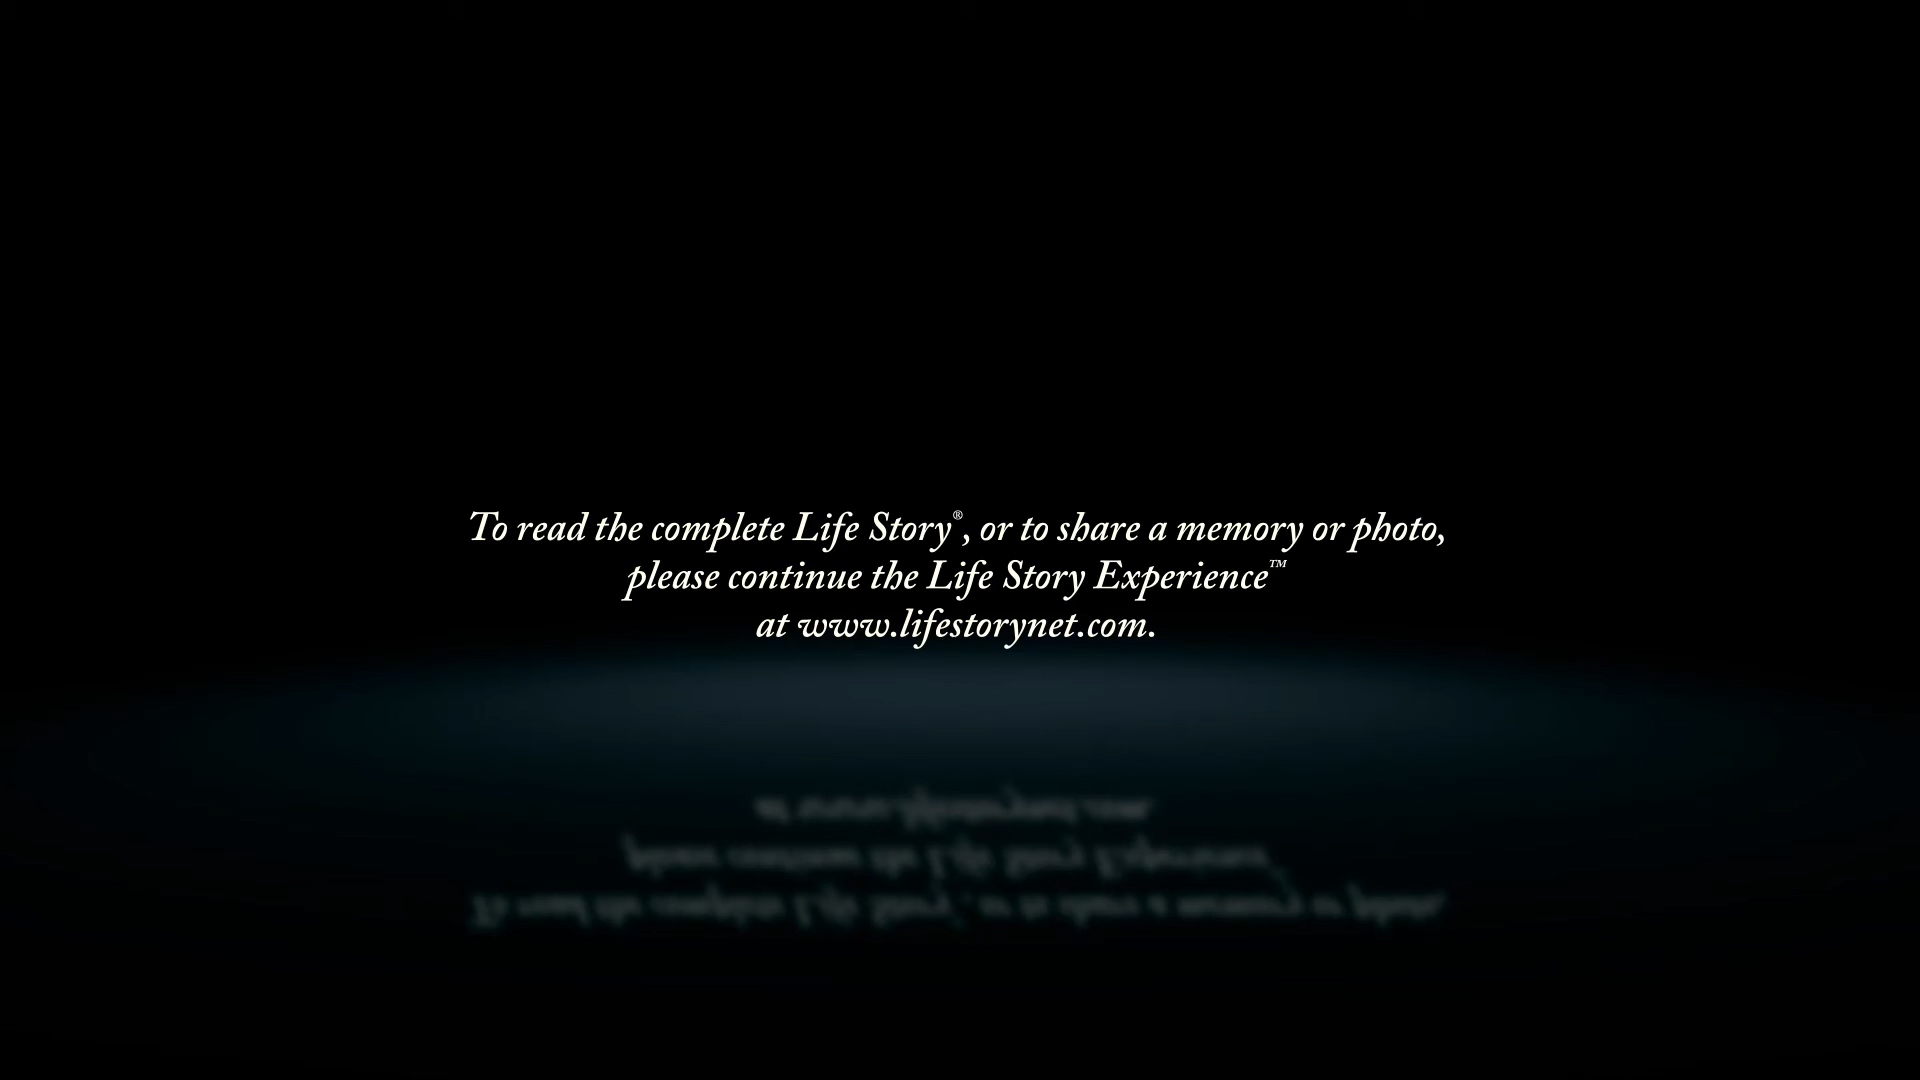 To read the complete Life Story®, or to share a memory or photo,
please continue the Life Story Experience™
at www.lifestorynet.com.